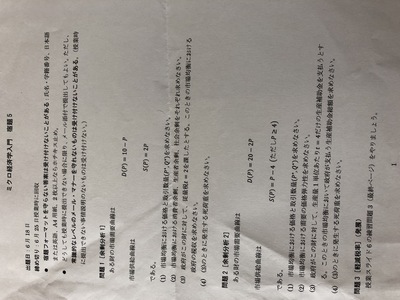 ミクロ経済学入門 宿題5
出題日：6月18日
締め切り：6月25日授業時に回収
● 宿題フォーマットを守らない答案は受け付けないことがある：氏名・学籍番号、日本語
または英語、A4用紙、2枚以上ならホチキス止め。
● どうしても授業時に提出できない場合に限り、メール添付で提出してもよい。ただし、
常識的なレベルのメール・マナーを守れないものは受け付けない。（授業時
に提出できない事情説明のないものは受け付けない。）
問題1［余剰分析1］
ある財の市場需要曲線は
D(P) = 10 − P
市場供給曲線は
S(P) = 2P
である。
(1) 市場均衡における価格と取引数量(P*, Q*)を求めなさい。
(2) 市場均衡における消費者余剰、生産者余剰、社会余剰をそれぞれ求めなさい。
(3) 政府がこの財に対して、従量税t = 2を課したとする。このときの市場均衡における
政府の税収を求めなさい。
(4) (3)のときに発生する死荷重を求めなさい。
問題2［余剰分析2］
ある財の市場需要曲線は
D(P) = 20 − 2P
市場供給曲線は
S(P) = P − 4（ただしP ≥ 4）
である。
(1) 市場均衡における価格と取引数量(P*, Q*)を求めなさい。
(2) 市場均衡における需要の価格弾力性を求めなさい。
(3) 政府がこの財に対して、生産量1単位あたりt = 4だけの生産補助金を支払うとす
る。このときの市場均衡において政府が支払う生産補助金総額を求めなさい。
(4) (3)のときに発生する死荷重を求めなさい。
問題3［軽減税率］（発展）
授業スライド6の練習問題3（最終ページ）をやりましょう。
1